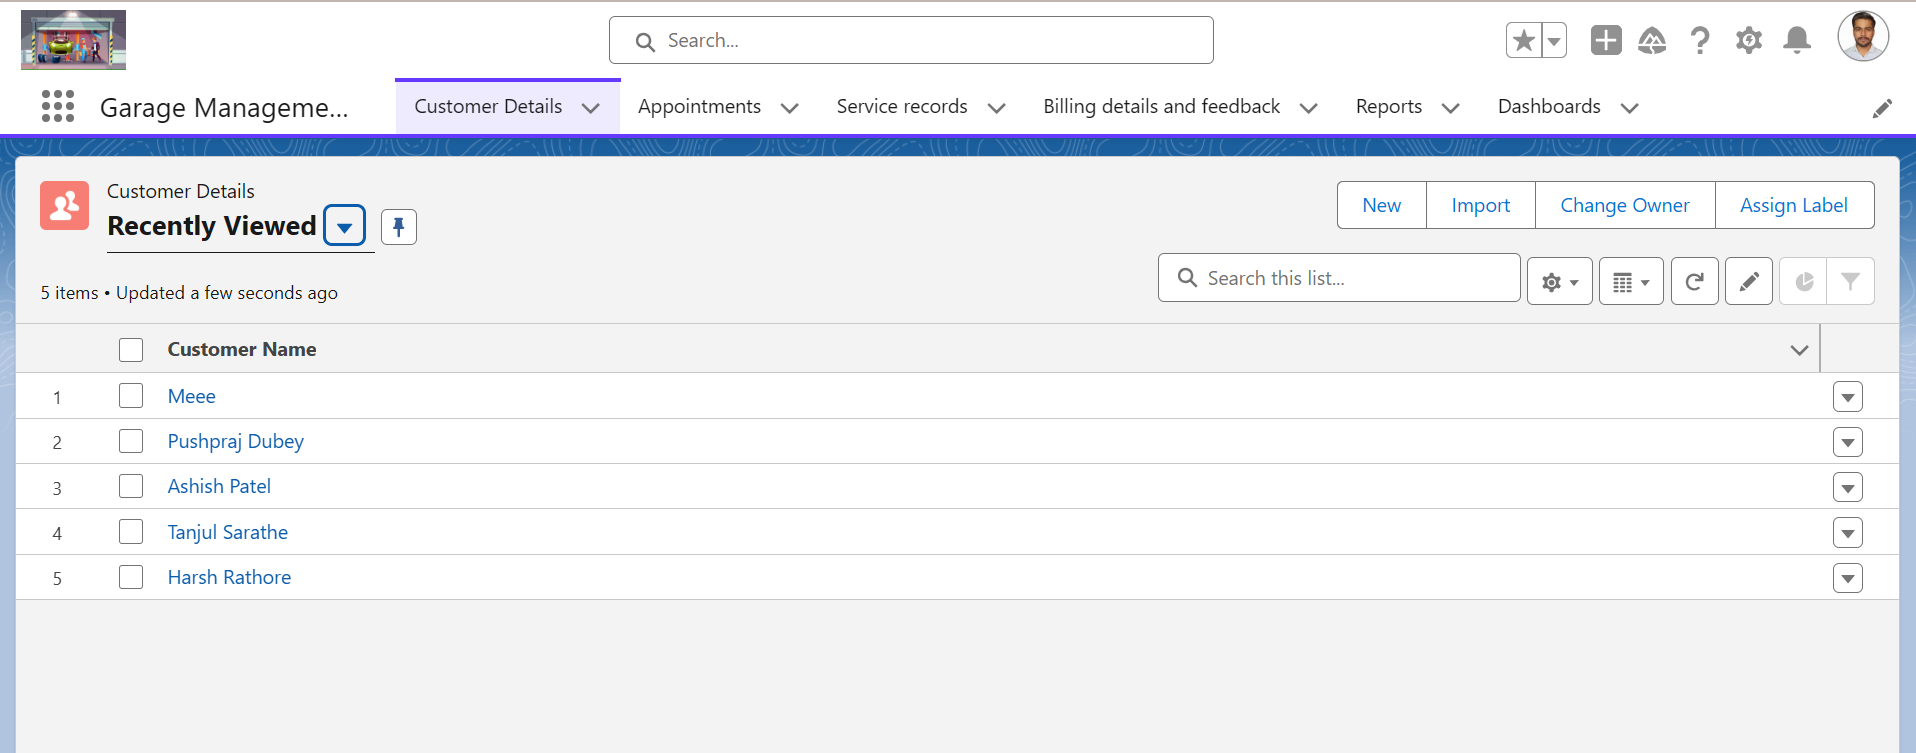 Search...
Garage Manageme...
Customer Details
Appointments
Service records
Billing details and feedback
Reports
Dashboards
Customer Details
Recently Viewed
New
Import
Change Owner
Assign Label
5 items • Updated a few seconds ago
Search this list...
Customer Name
1 Meee
2 Pushpraj Dubey
3 Ashish Patel
4 Tanjul Sarathe
5 Harsh Rathore